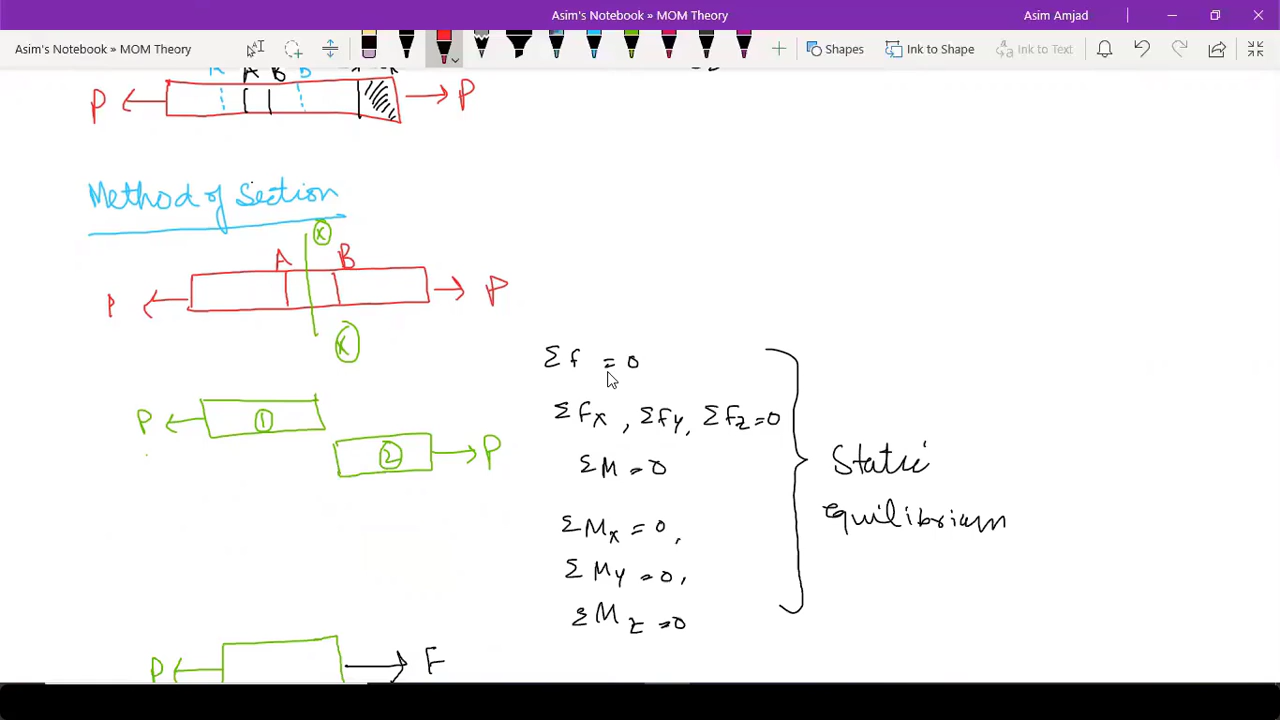 Asim's Notebook » MOM Theory
Asim Amjad
Asim's Notebook » MOM Theory
Shapes
Ink to Shape
Ink to Text
A B B
P P
Method of Section
X
A B
P P
X
Σf = 0
Σfx, Σfy, Σfz = 0
P 1
2 P
ΣM = 0
Static
equilibrium
ΣMx = 0,
ΣMy = 0,
ΣMz = 0
P F